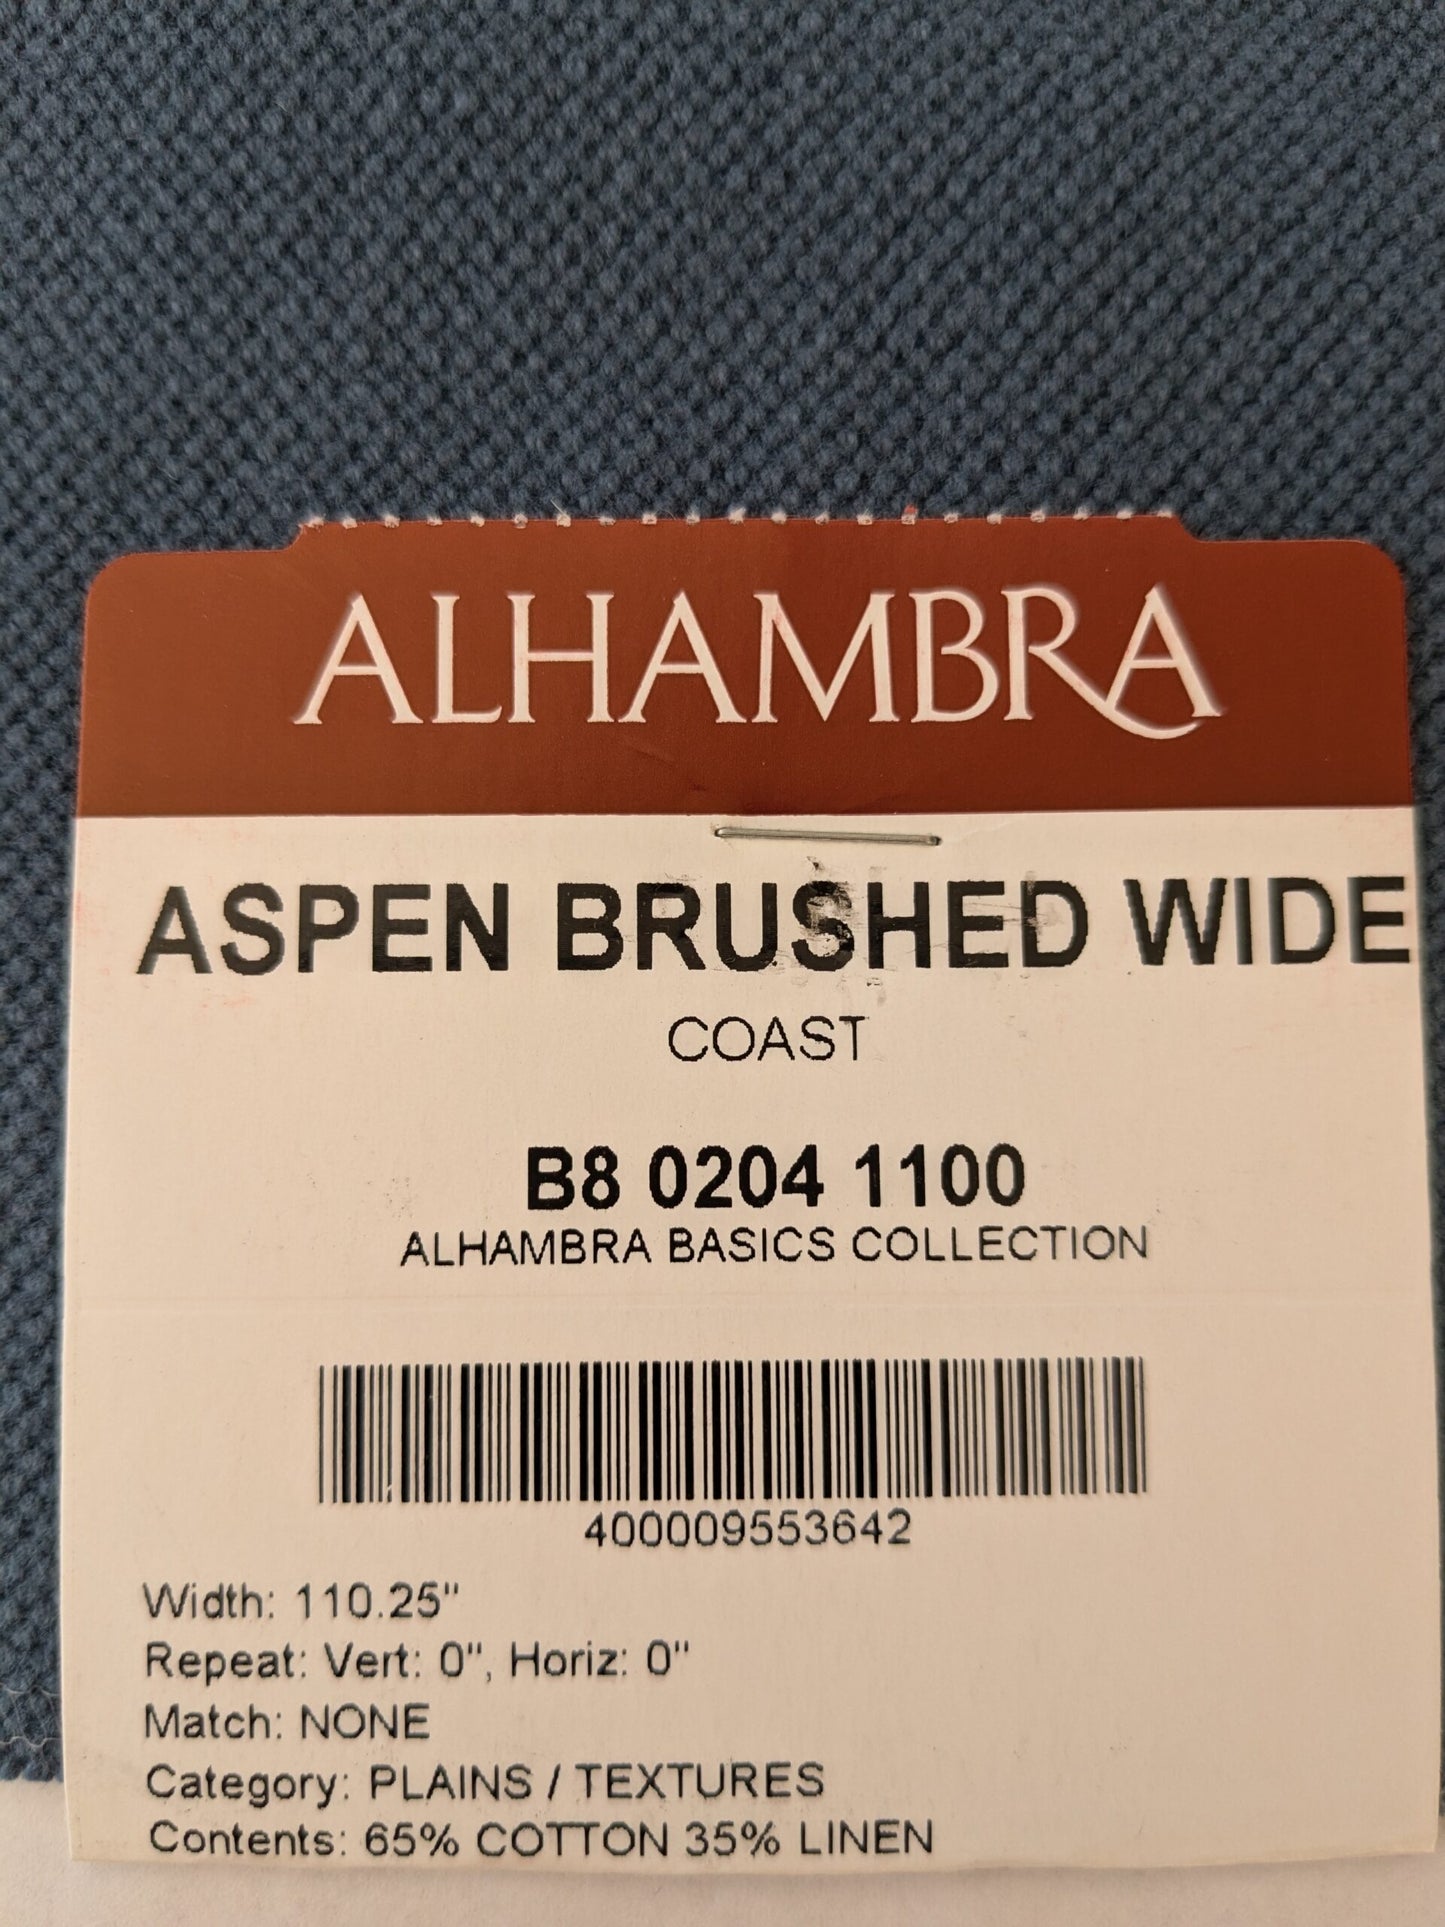 ALHAMBRA
ASPEN BRUSHED WIDE
COAST
B8 0204 1100
ALHAMBRA BASICS COLLECTION
400009553642
Width: 110.25"
Repeat: Vert: 0", Horiz: 0"
Match: NONE
Category: PLAINS / TEXTURES
Contents: 65% COTTON 35% LINEN